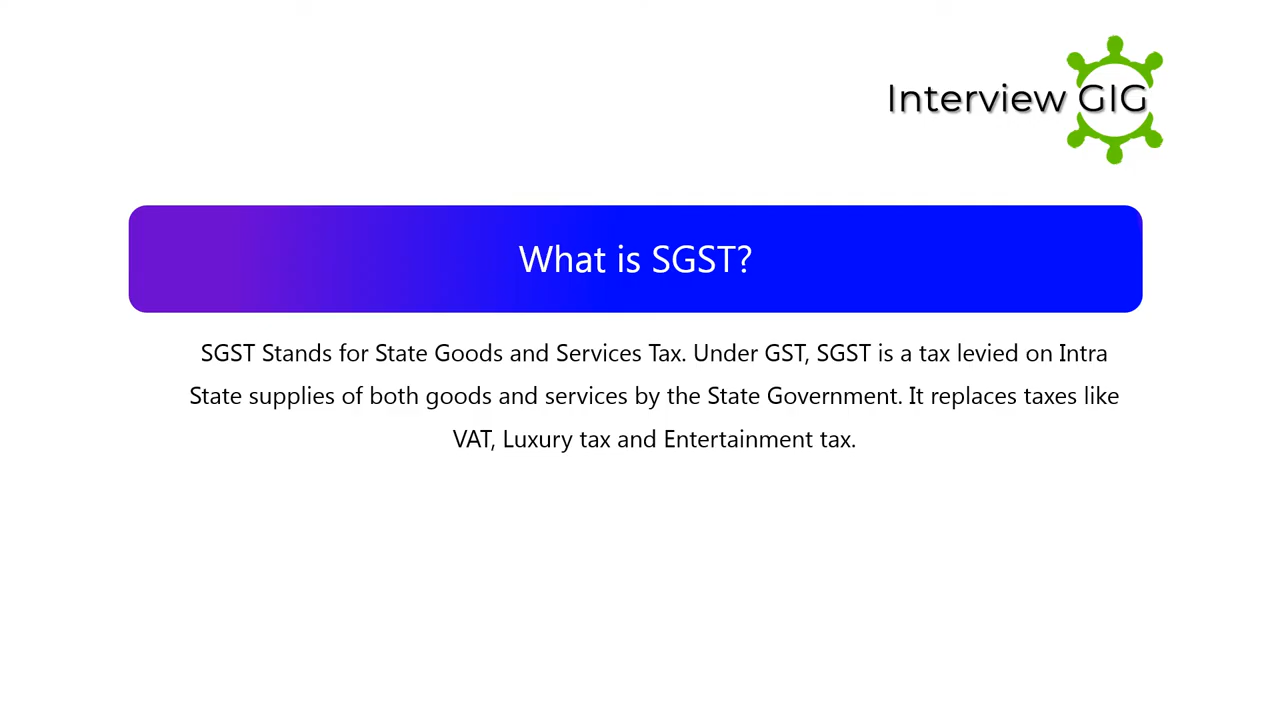 Interview GIG
What is SGST?
SGST Stands for State Goods and Services Tax. Under GST, SGST is a tax levied on Intra
State supplies of both goods and services by the State Government. It replaces taxes like
VAT, Luxury tax and Entertainment tax.